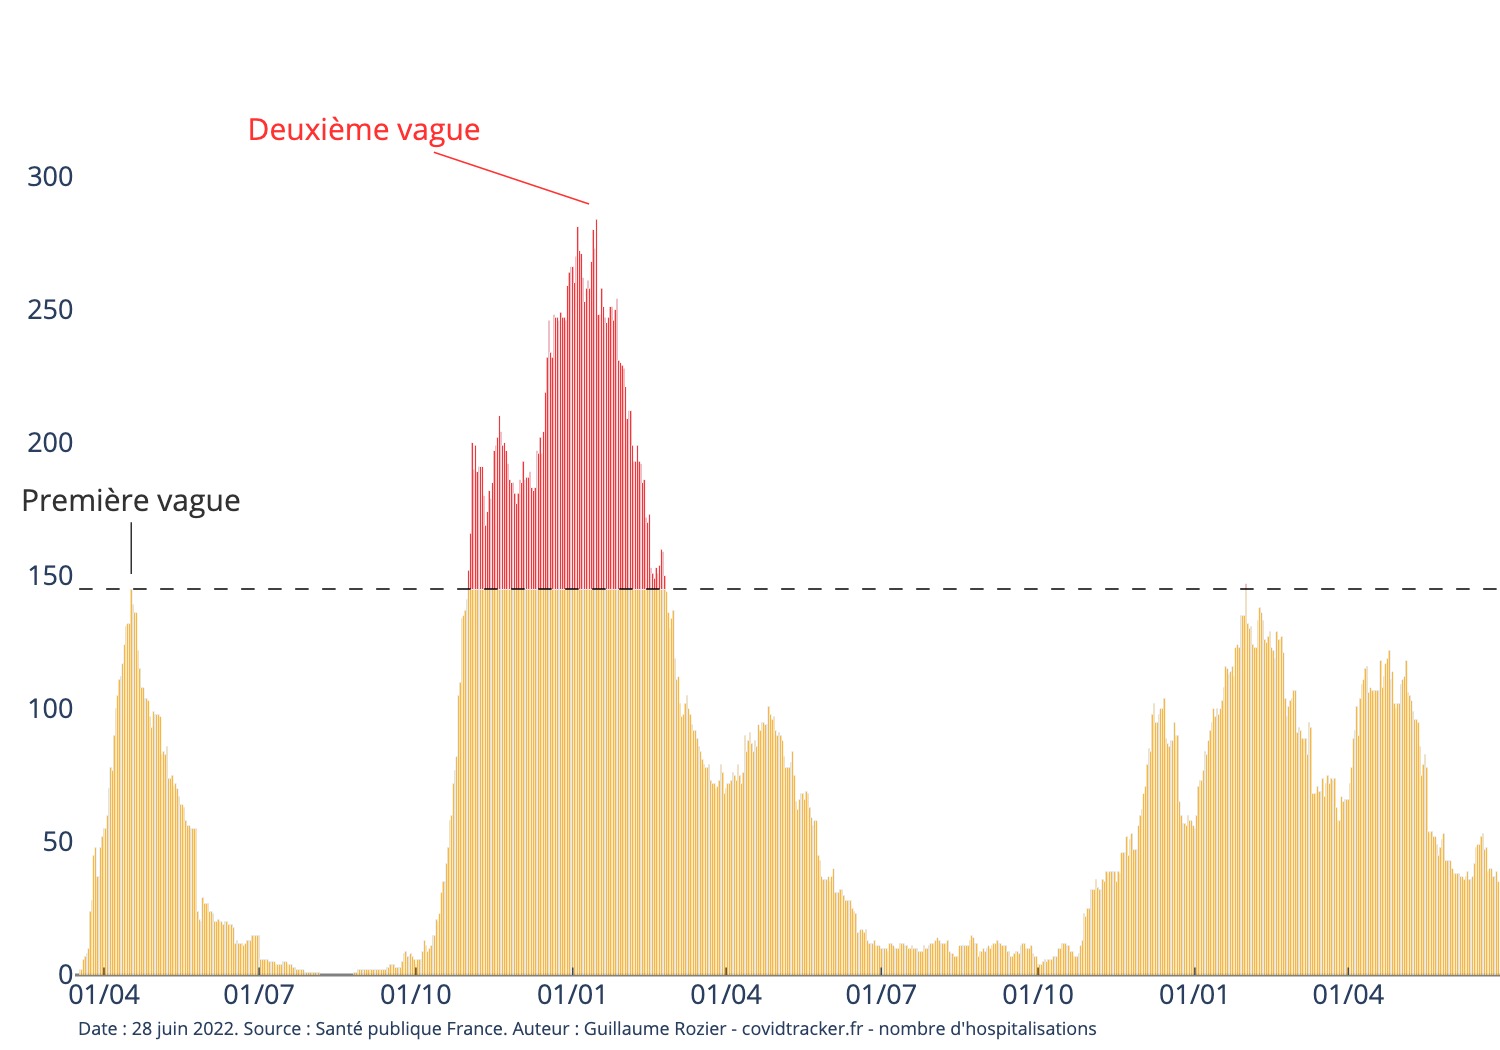 Deuxième vague
300
250
200
Première vague
150
100
50
0
01/04 01/07 01/10 01/01 01/04 01/07 01/10 01/01 01/04
Date : 28 juin 2022. Source : Santé publique France. Auteur : Guillaume Rozier - covidtracker.fr - nombre d'hospitalisations